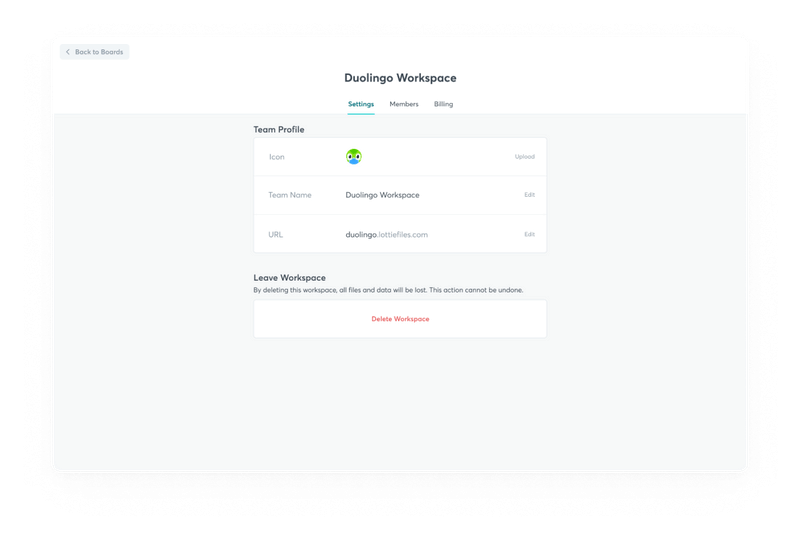 Back to Boards
Duolingo Workspace
Settings Members Billing
Team Profile
Icon Upload
Team Name Duolingo Workspace Edit
URL duolingo.lottiefiles.com Edit
Leave Workspace
By deleting this workspace, all files and data will be lost. This action cannot be undone.
Delete Workspace